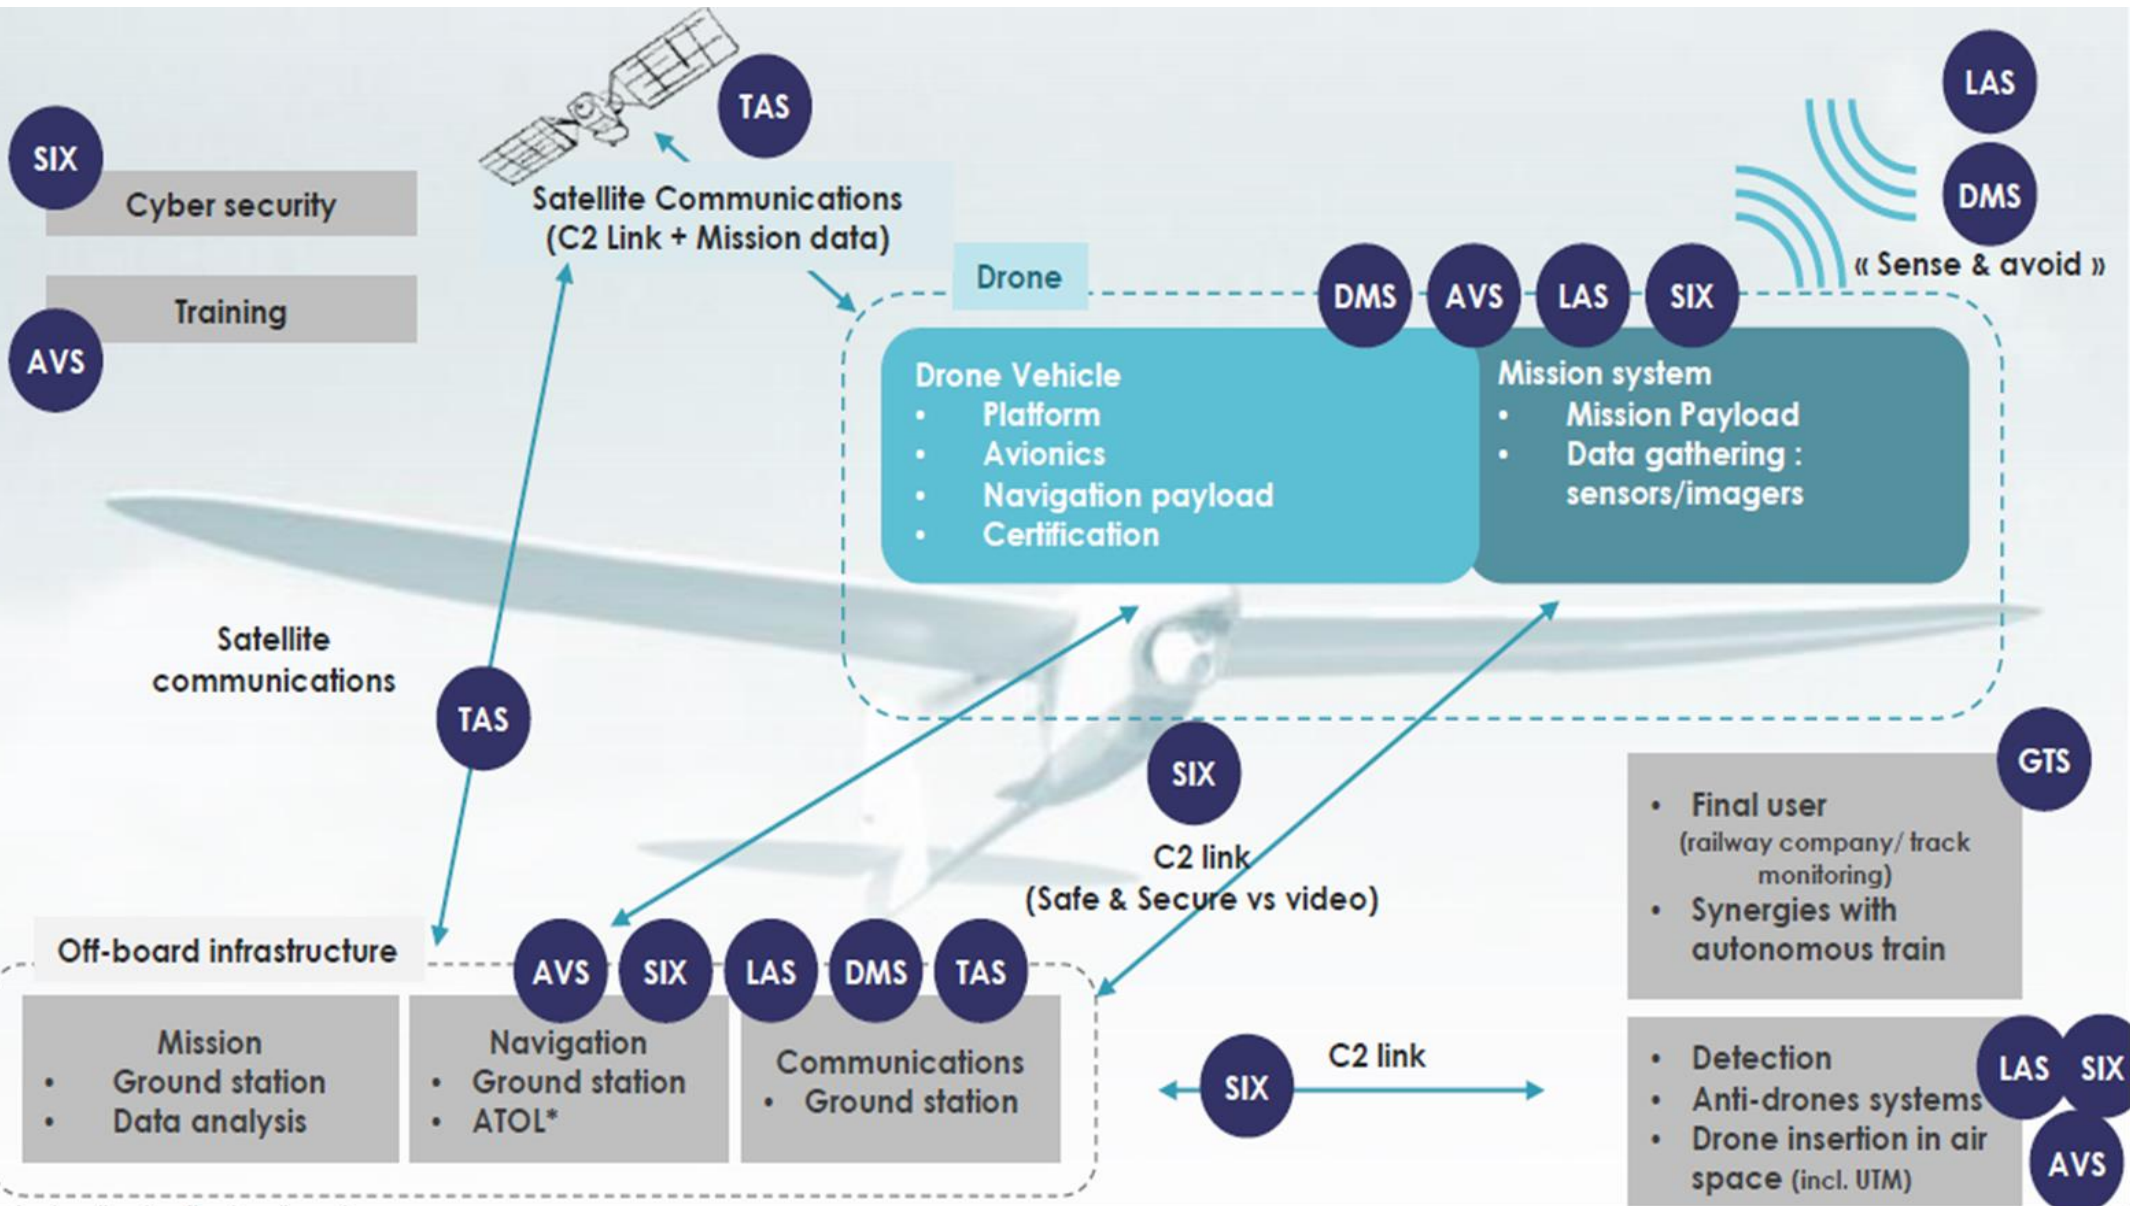 TAS
LAS
SIX
Cyber security
Satellite Communications
(C2 Link + Mission data)
DMS
« Sense & avoid »
Training
AVS
Drone
DMS
AVS
LAS
SIX
Drone Vehicle
• Platform
• Avionics
• Navigation payload
• Certification
Mission system
• Mission Payload
• Data gathering :
sensors/imagers
Satellite
communications
TAS
SIX
C2 link
(Safe & Secure vs video)
GTS
• Final user
(railway company/ track
monitoring)
• Synergies with
autonomous train
Off-board infrastructure
AVS
SIX
LAS
DMS
TAS
Mission
• Ground station
• Data analysis
Navigation
• Ground station
• ATOL*
Communications
• Ground station
SIX
C2 link
• Detection
• Anti-drones systems
• Drone insertion in air
space (incl. UTM)
LAS
SIX
AVS